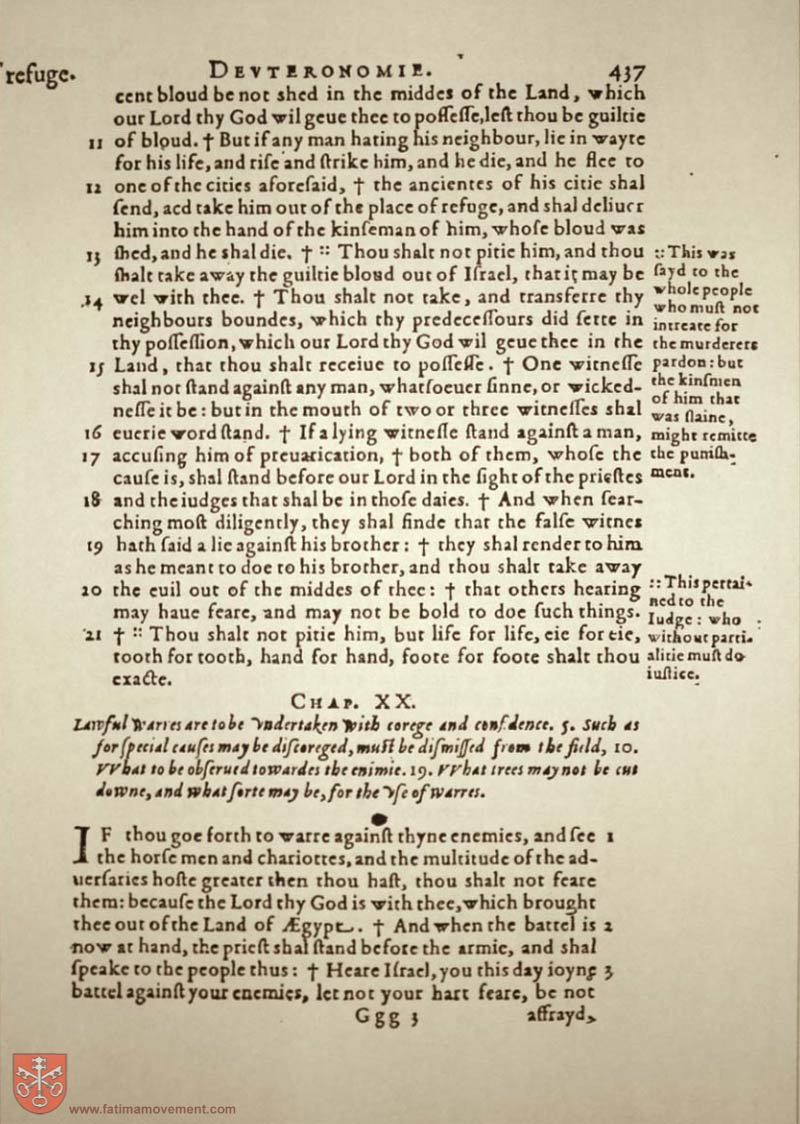 refuge.
DEVTERONOMIE. 437
cent bloud be not shed in the middes of the Land, which
our Lord thy God wil geue thee to poſſeſſe, leſt thou be guiltie
11 of bloud. † But if any man hating his neighbour, lie in wayte
for his life, and riſe and ſtrike him, and he die, and he flee to
12 one of the cities aforeſaid, † the ancientes of his citie shal
ſend, acd take him out of the place of refuge, and shal deliuer
him into the hand of the kinſeman of him, whoſe bloud was
13 ſhed, and he shal die. † :: Thou shalt not pitie him, and thou
ſhalt take away the guiltie bloud out of Iſrael, that it may be
14 wel with thee. † Thou shalt not take, and transferre thy
neighbours boundes, which thy predeceſſours did ſette in
thy poſſeſſion, which our Lord thy God wil geue thee in the
15 Land, that thou shalt receiue to poſſeſſe. † One witneſſe
shal not ſtand againſt any man, whatſoeuer ſinne, or wicked-
neſſe it be: but in the mouth of two or three witneſſes shal
16 euerie word ſtand. † If a lying witneſſe ſtand againſt a man,
17 accuſing him of preuarication, † both of them, whoſe the
cauſe is, shal ſtand before our Lord in the ſight of the prieſtes
18 and the iudges that shal be in thoſe daies. † And when ſear-
ching moſt diligently, they shal finde that the falſe witnes
19 hath ſaid a lie againſt his brother: † they shal render to him
as he meant to doe to his brother, and thou shalt take away
20 the euil out of the middes of thee: † that others hearing
may haue feare, and may not be bold to doe ſuch things.
21 † :: Thou shalt not pitie him, but life for life, eie for eie,
tooth for tooth, hand for hand, foote for foote shalt thou
exacte.
:: This was
ſayd to the
whole people
who muſt not
intreate for
the murderers
pardon: but
the kinſmen
of him that
was ſlaine,
might remitte
the punish-
ment.
:: This pertai-
ned to the
Iudge: who
without parti-
alitie muſt do
iuſtice.
CHAP. XX.
Lawful warres are to be vndertaken with corege and confidence. 5. Such as
for ſpecial cauſes may be diſcoreged, muſt be diſmiſſed from the field, 10.
VVhat to be obſerued towardes the enimie. 19. VVhat trees may not be cut
downe, and what ſorte may be, for the vſe of warres.
IF thou goe forth to warre againſt thyne enemies, and ſee 1
the horſe men and chariottes, and the multitude of the ad-
uerſaries hoſte greater then thou haſt, thou shalt not feare
them: becauſe the Lord thy God is with thee, which brought
thee out of the Land of Ægypt. † And when the battel is 2
now at hand, the prieſt shal ſtand before the armie, and shal
ſpeake to the people thus: † Heare Iſrael, you this day ioyne 3
battel againſt your enemies, let not your hart feare, be not
Ggg 3 affrayd,
www.fatimamovement.com